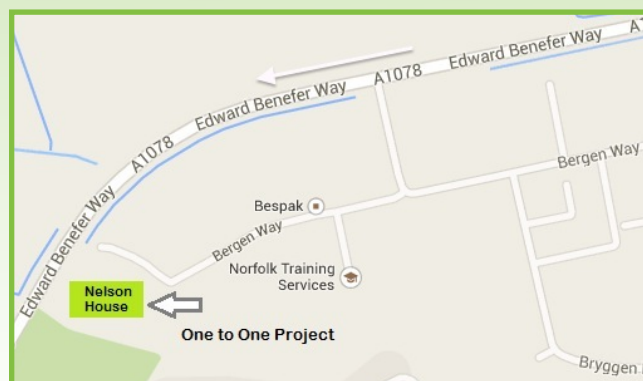 Edward Benefer Way
A1078
Edward Benefer Way
A1078
Edward Benefer Way
Bergen Way
Bespak
Bergen Way
Norfolk Training
Services
Nelson
House
One to One Project
Bryggen